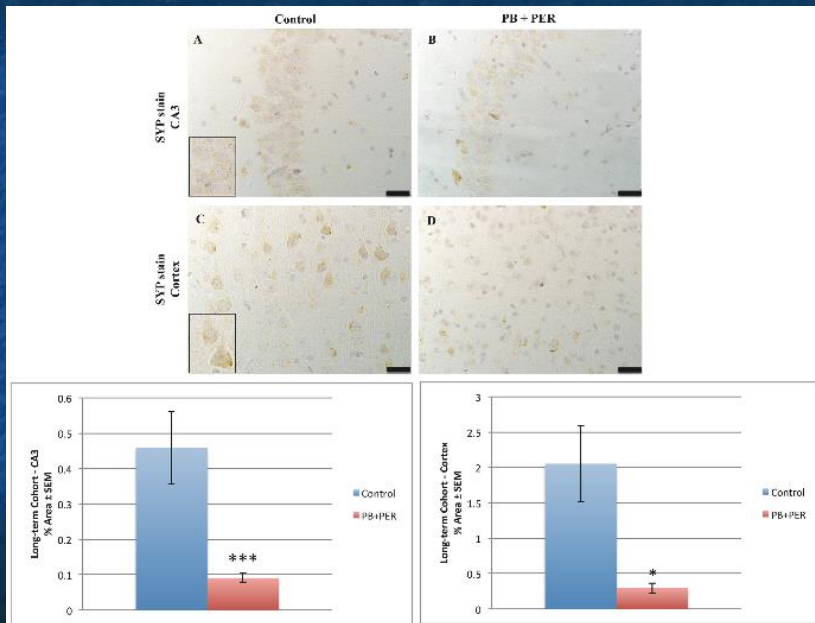 Control
PB + PER
A
B
SYP stain
CA3
C
D
SYP stain
Cortex
0.6
0.5
0.4
0.3
0.2
0.1
0
Long-term Cohort - CA3
% Area ± SEM
***
Control
PB+PER
3
2.5
2
1.5
1
0.5
0
Long-term Cohort - Cortex
% Area ± SEM
*
Control
PB+PER